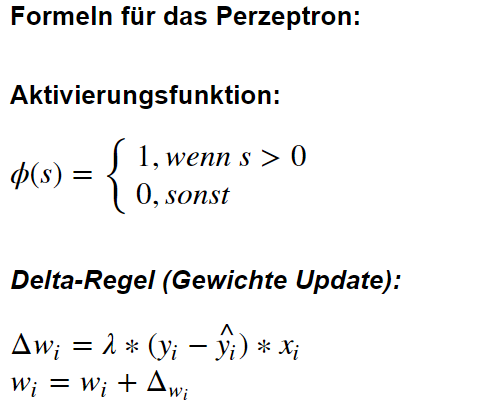 Formeln für das Perzeptron:
Aktivierungsfunktion:
ϕ(s) = { 1, wenn s > 0
0, sonst
Delta-Regel (Gewichte Update):
Δwᵢ = λ * (yᵢ − ŷᵢ) * xᵢ
wᵢ = wᵢ + Δ_wᵢ